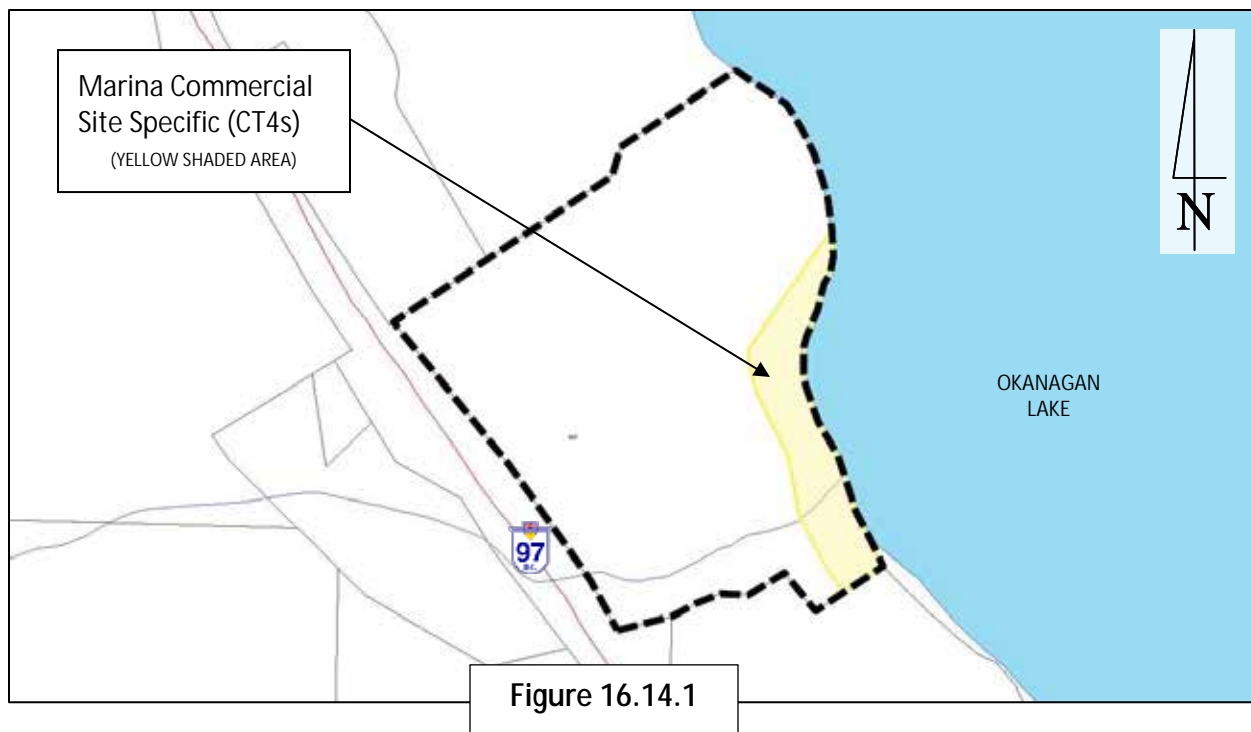 Marina Commercial
Site Specific (CT4s)
(YELLOW SHADED AREA)
N
OKANAGAN
LAKE
97
B.C.
Figure 16.14.1